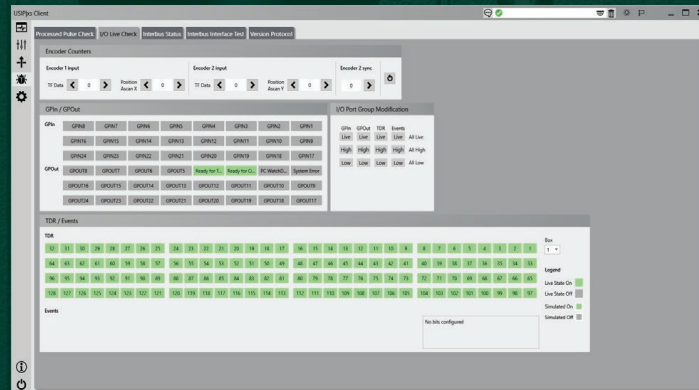 USIPJxs Client
Processed Pulse Check I/O Live Check Interbus Status Interbus Interface Test Version Protocol
Encoder Counters
Encoder 1 input Encoder 2 input Encoder Z sync
TF Data 0 Position Ascan X 0 TF Data 0 Position Ascan Y 0 0
GPIn / GPOut
GPIn GPIN8 GPIN7 GPIN6 GPIN5 GPIN4 GPIN3 GPIN2 GPIN1
GPIN16 GPIN15 GPIN14 GPIN13 GPIN12 GPIN11 GPIN10 GPIN9
GPIN24 GPIN23 GPIN22 GPIN21 GPIN20 GPIN19 GPIN18 GPIN17
GPOut GPOUT8 GPOUT7 GPOUT6 GPOUT5 Ready for T... Ready for O... PC WatchD... System Error
GPOUT16 GPOUT15 GPOUT14 GPOUT13 GPOUT12 GPOUT11 GPOUT10 GPOUT9
GPOUT24 GPOUT23 GPOUT22 GPOUT21 GPOUT20 GPOUT19 GPOUT18 GPOUT17
I/O Port Group Modification
GPIn GPOut TDR Events
Live Live Live Live All Live
High High High High All High
Low Low Low Low All Low
TDR / Events
TDR
32 31 30 29 28 27 26 25 24 23 22 21 20 19 18 17 16 15 14 13 12 11 10 9 8 7 6 5 4 3 2 1
64 63 62 61 60 59 58 57 56 55 54 53 52 51 50 49 48 47 46 45 44 43 42 41 40 39 38 37 36 35 34 33
96 95 94 93 92 91 90 89 88 87 86 85 84 83 82 81 80 79 78 77 76 75 74 73 72 71 70 69 68 67 66 65
128 127 126 125 124 123 122 121 120 119 118 117 116 115 114 113 112 111 110 109 108 107 106 105 104 103 102 101 100 99 98 97
Box
1
Legend
Live State On
Live State Off
Simulated On
Simulated Off
Events
No bits configured